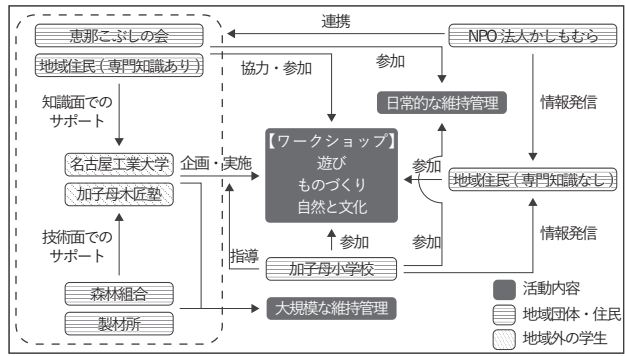 連携
恵那こぶしの会
NPO法人かしもむら
地域住民(専門知識あり)
協力・参加
参加
日常的な維持管理
情報発信
知識面での
サポート
【ワークショップ】
遊び
ものづくり
自然と文化
名古屋工業大学
企画・実施
参加
地域住民(専門知識なし)
加子母木匠塾
技術面での
サポート
指導
参加
参加
情報発信
加子母小学校
森林組合
製材所
大規模な維持管理
活動内容
地域団体・住民
地域外の学生